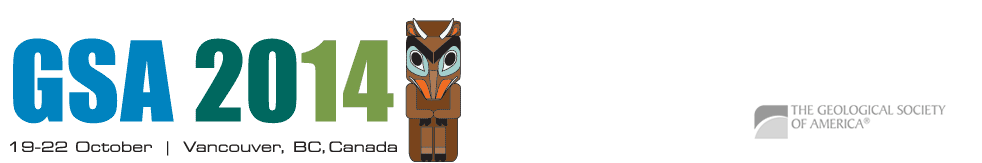 GSA 2014
19-22 October | Vancouver, BC, Canada
THE GEOLOGICAL SOCIETY
OF AMERICA®